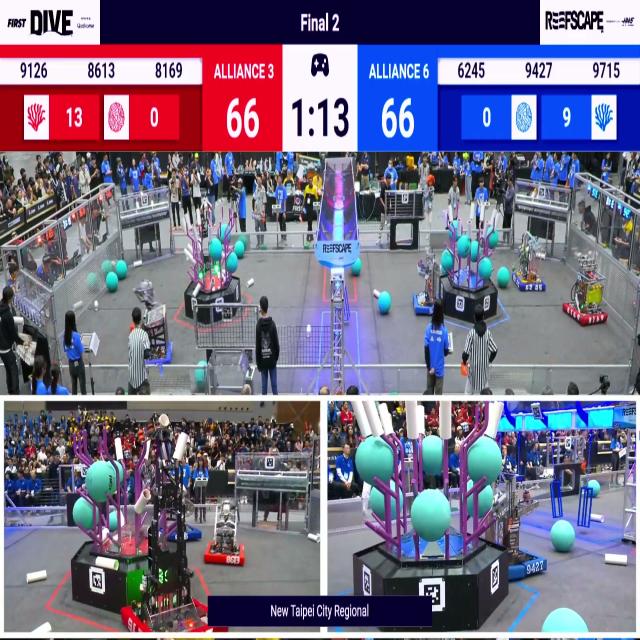 FIRST DIVE Qualcomm
Final 2
REEFSCAPE
9126 8613 8169
ALLIANCE 3
ALLIANCE 6
6245 9427 9715
13 0
66
1:13
66
0 9
REEFSCAPE
9427
New Taipei City Regional